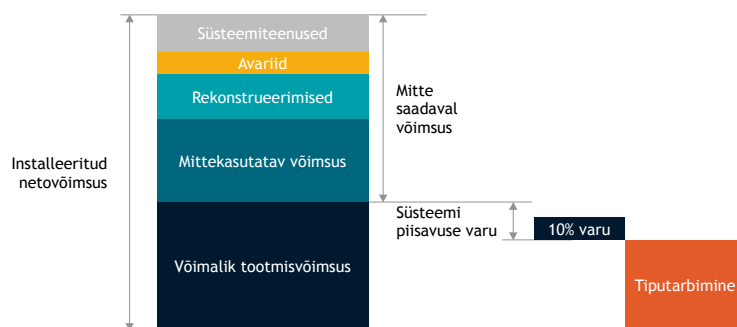 Süsteemiteenused
Avariid
Rekonstrueerimised
Mittekasutatav võimsus
Võimalik tootmisvõimsus
Installeeritud
netovõimsus
Mitte
saadaval
võimsus
Süsteemi
piisavuse varu
10% varu
Tiputarbimine